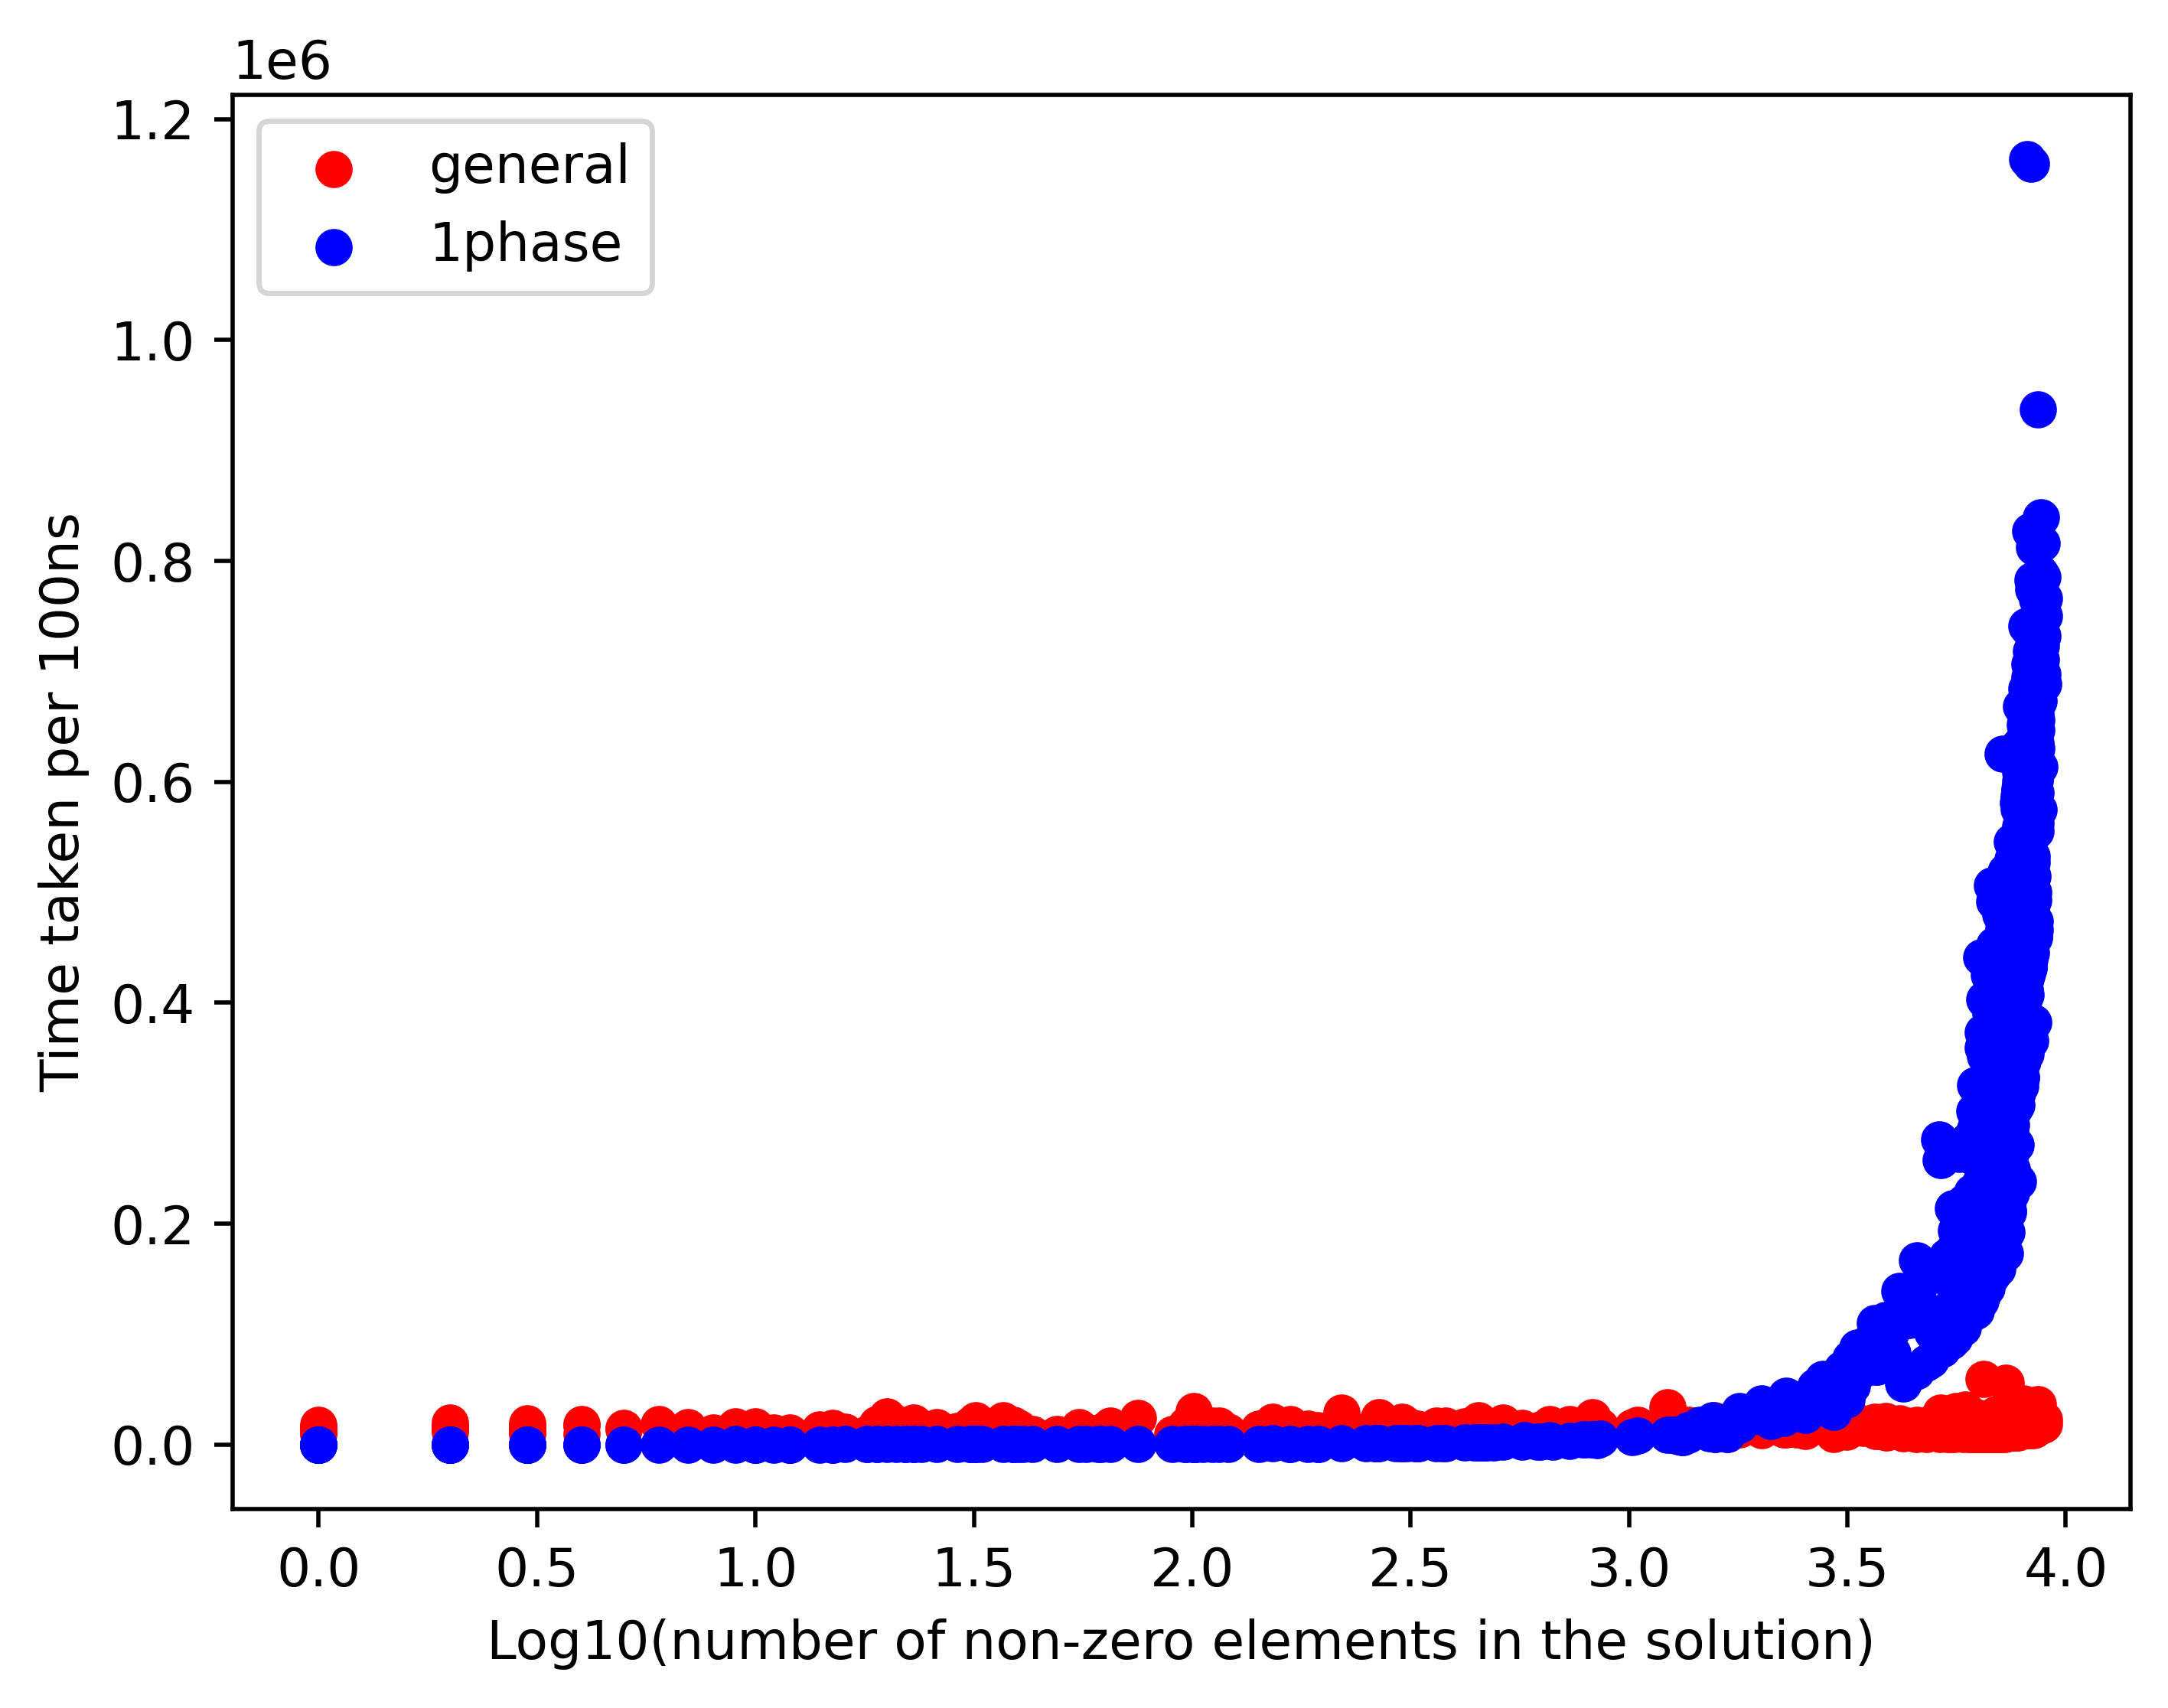 1e6
1.2
1.0
0.8
0.6
0.4
0.2
0.0
Time taken per 100ns
general
1phase
0.0 0.5 1.0 1.5 2.0 2.5 3.0 3.5 4.0
Log10(number of non-zero elements in the solution)